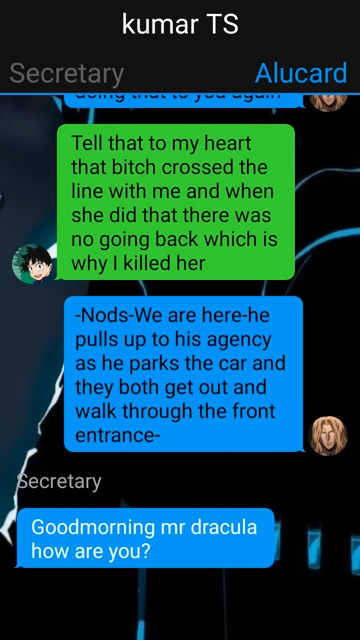 kumar TS
Secretary
Alucard
doing that to you again
Tell that to my heart
that bitch crossed the
line with me and when
she did that there was
no going back which is
why I killed her
-Nods-We are here-he
pulls up to his agency
as he parks the car and
they both get out and
walk through the front
entrance-
Secretary
Goodmorning mr dracula
how are you?